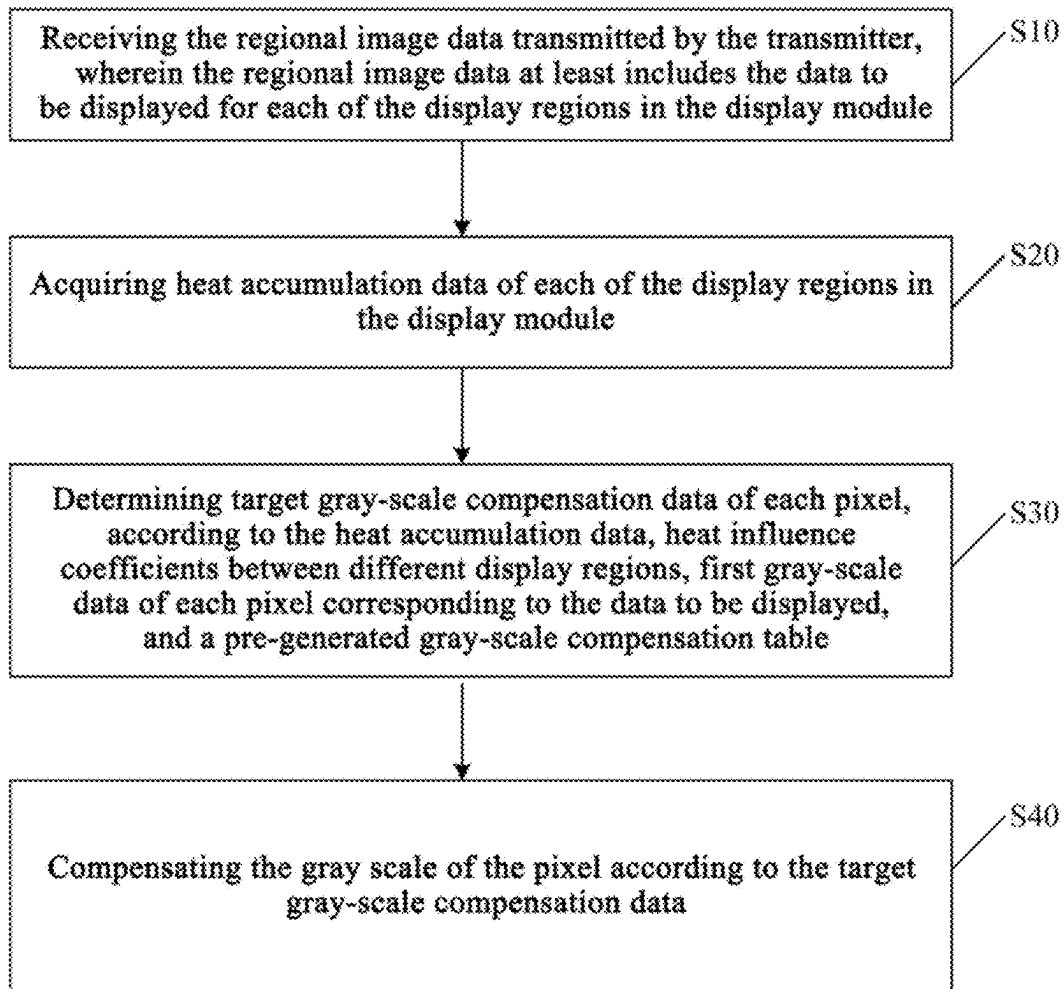 Receiving the regional image data transmitted by the transmitter,
wherein the regional image data at least includes the data to
be displayed for each of the display regions in the display module
S10
Acquiring heat accumulation data of each of the display regions in
the display module
S20
Determining target gray-scale compensation data of each pixel,
according to the heat accumulation data, heat influence
coefficients between different display regions, first gray-scale
data of each pixel corresponding to the data to be displayed,
and a pre-generated gray-scale compensation table
S30
Compensating the gray scale of the pixel according to the target
gray-scale compensation data
S40